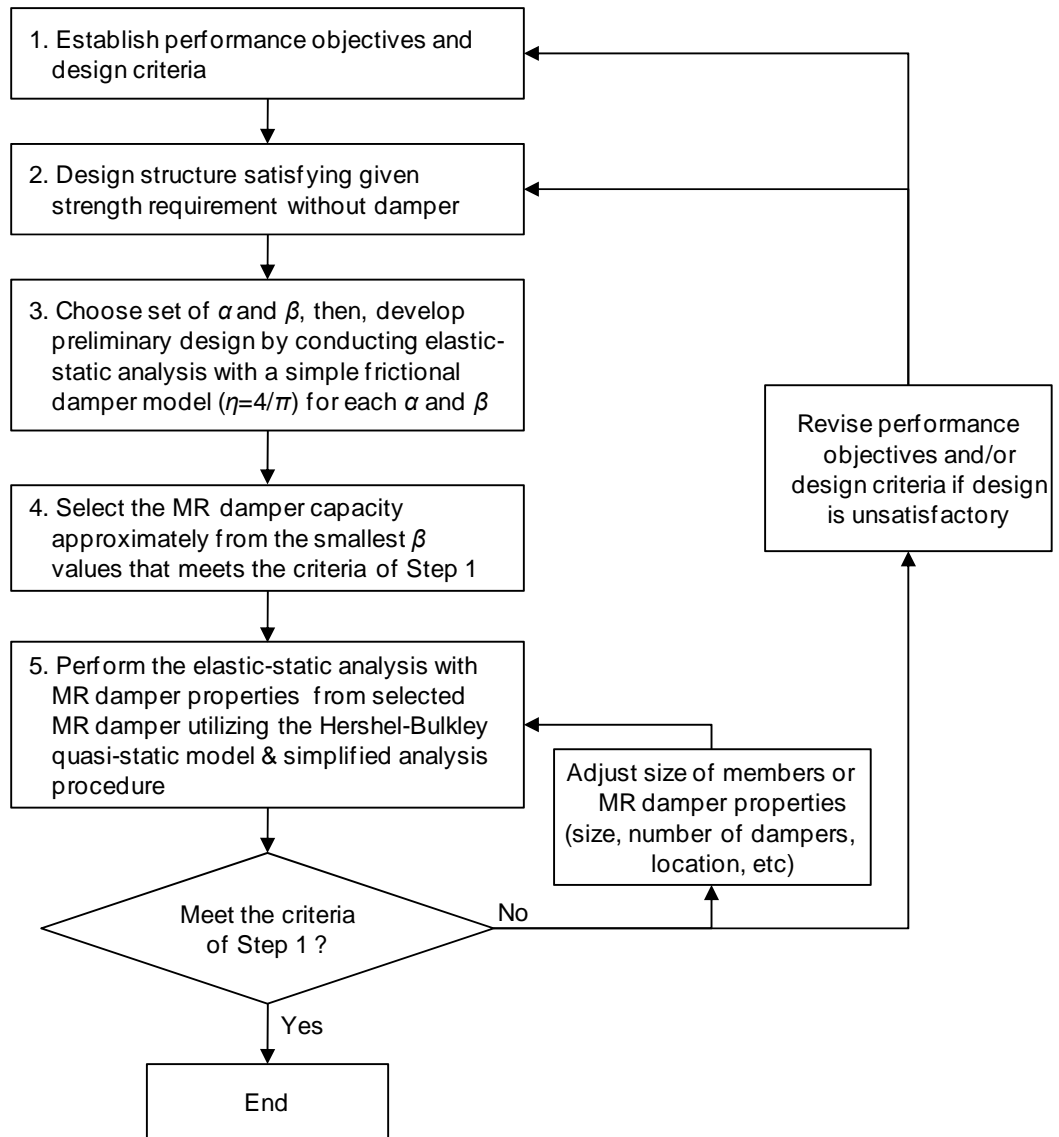 1. Establish performance objectives and
design criteria
2. Design structure satisfying given
strength requirement without damper
3. Choose set of α and β, then, develop
preliminary design by conducting elastic-
static analysis with a simple frictional
damper model (η=4/π) for each α and β
4. Select the MR damper capacity
approximately from the smallest β
values that meets the criteria of Step 1
5. Perform the elastic-static analysis with
MR damper properties from selected
MR damper utilizing the Hershel-Bulkley
quasi-static model & simplified analysis
procedure
Meet the criteria
of Step 1 ?
No
Yes
End
Adjust size of members or
MR damper properties
(size, number of dampers,
location, etc)
Revise performance
objectives and/or
design criteria if design
is unsatisfactory